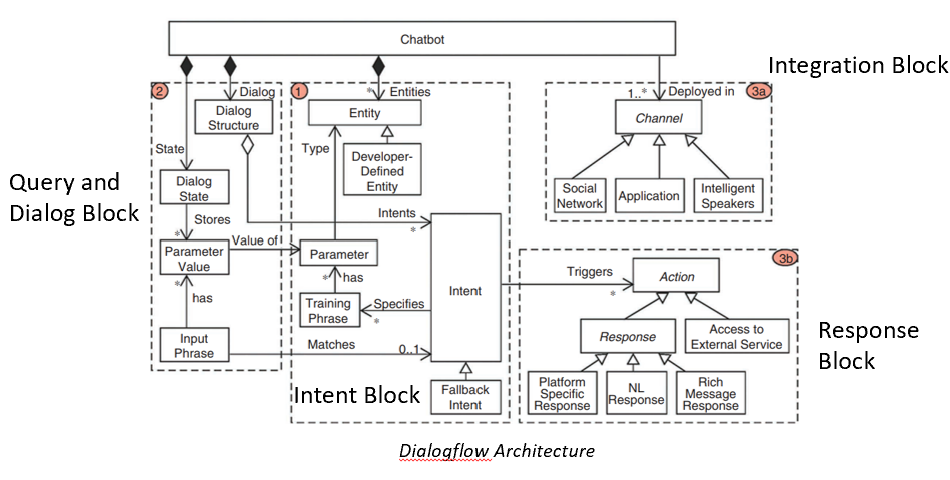 Chatbot
Integration Block
2
Dialog
1
* Entities
1..* Deployed in
3a
Dialog
Structure
Entity
Channel
State
Type
Developer-
Defined
Entity
Query and
Dialog Block
Dialog
State
Social
Network
Application
Intelligent
Speakers
Stores
*
Intents
*
Parameter
Value
Value of
Parameter
3b
*
has
*
has
Intent
Triggers
*
Action
Training
Phrase
Specifies
*
Response
Access to
External Service
Response
Block
Input
Phrase
Matches
0..1
Intent Block
Fallback
Intent
Platform
Specific
Response
NL
Response
Rich
Message
Response
Dialogflow Architecture